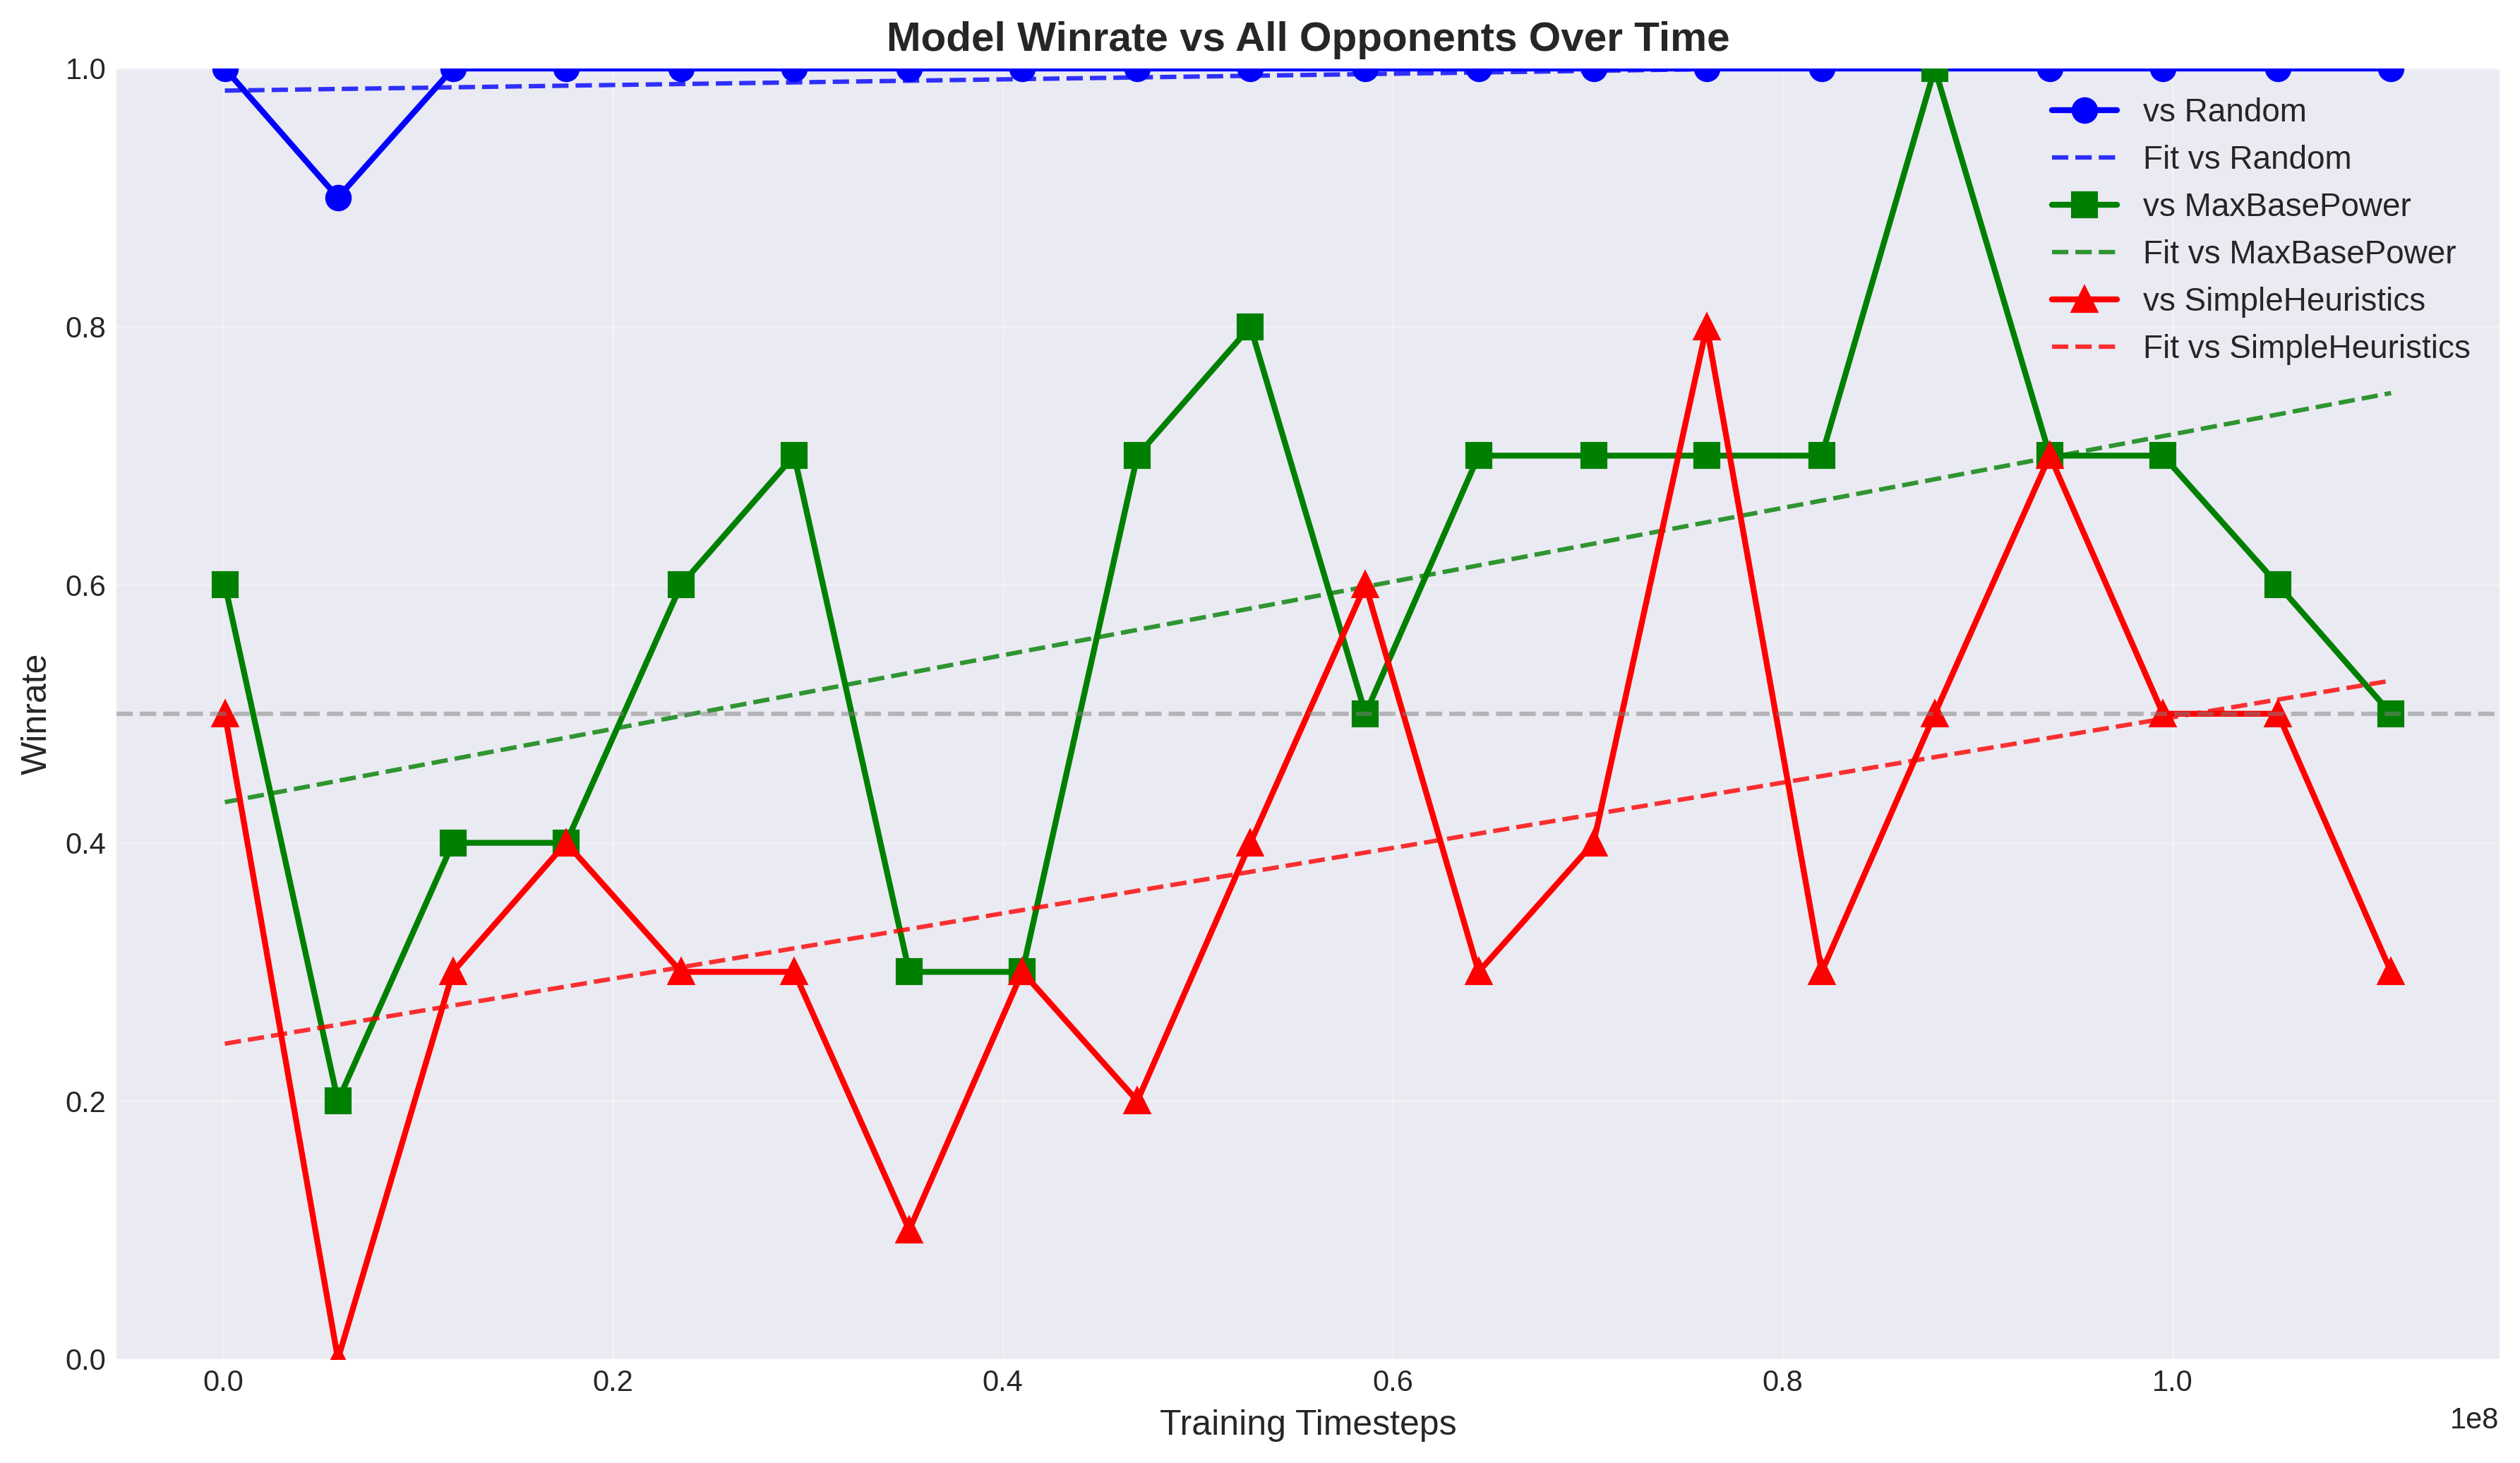 Model Winrate vs All Opponents Over Time
1.0
0.8
0.6
0.4
0.2
0.0
Winrate
vs Random
Fit vs Random
vs MaxBasePower
Fit vs MaxBasePower
vs SimpleHeuristics
Fit vs SimpleHeuristics
0.0 0.2 0.4 0.6 0.8 1.0
1e8
Training Timesteps